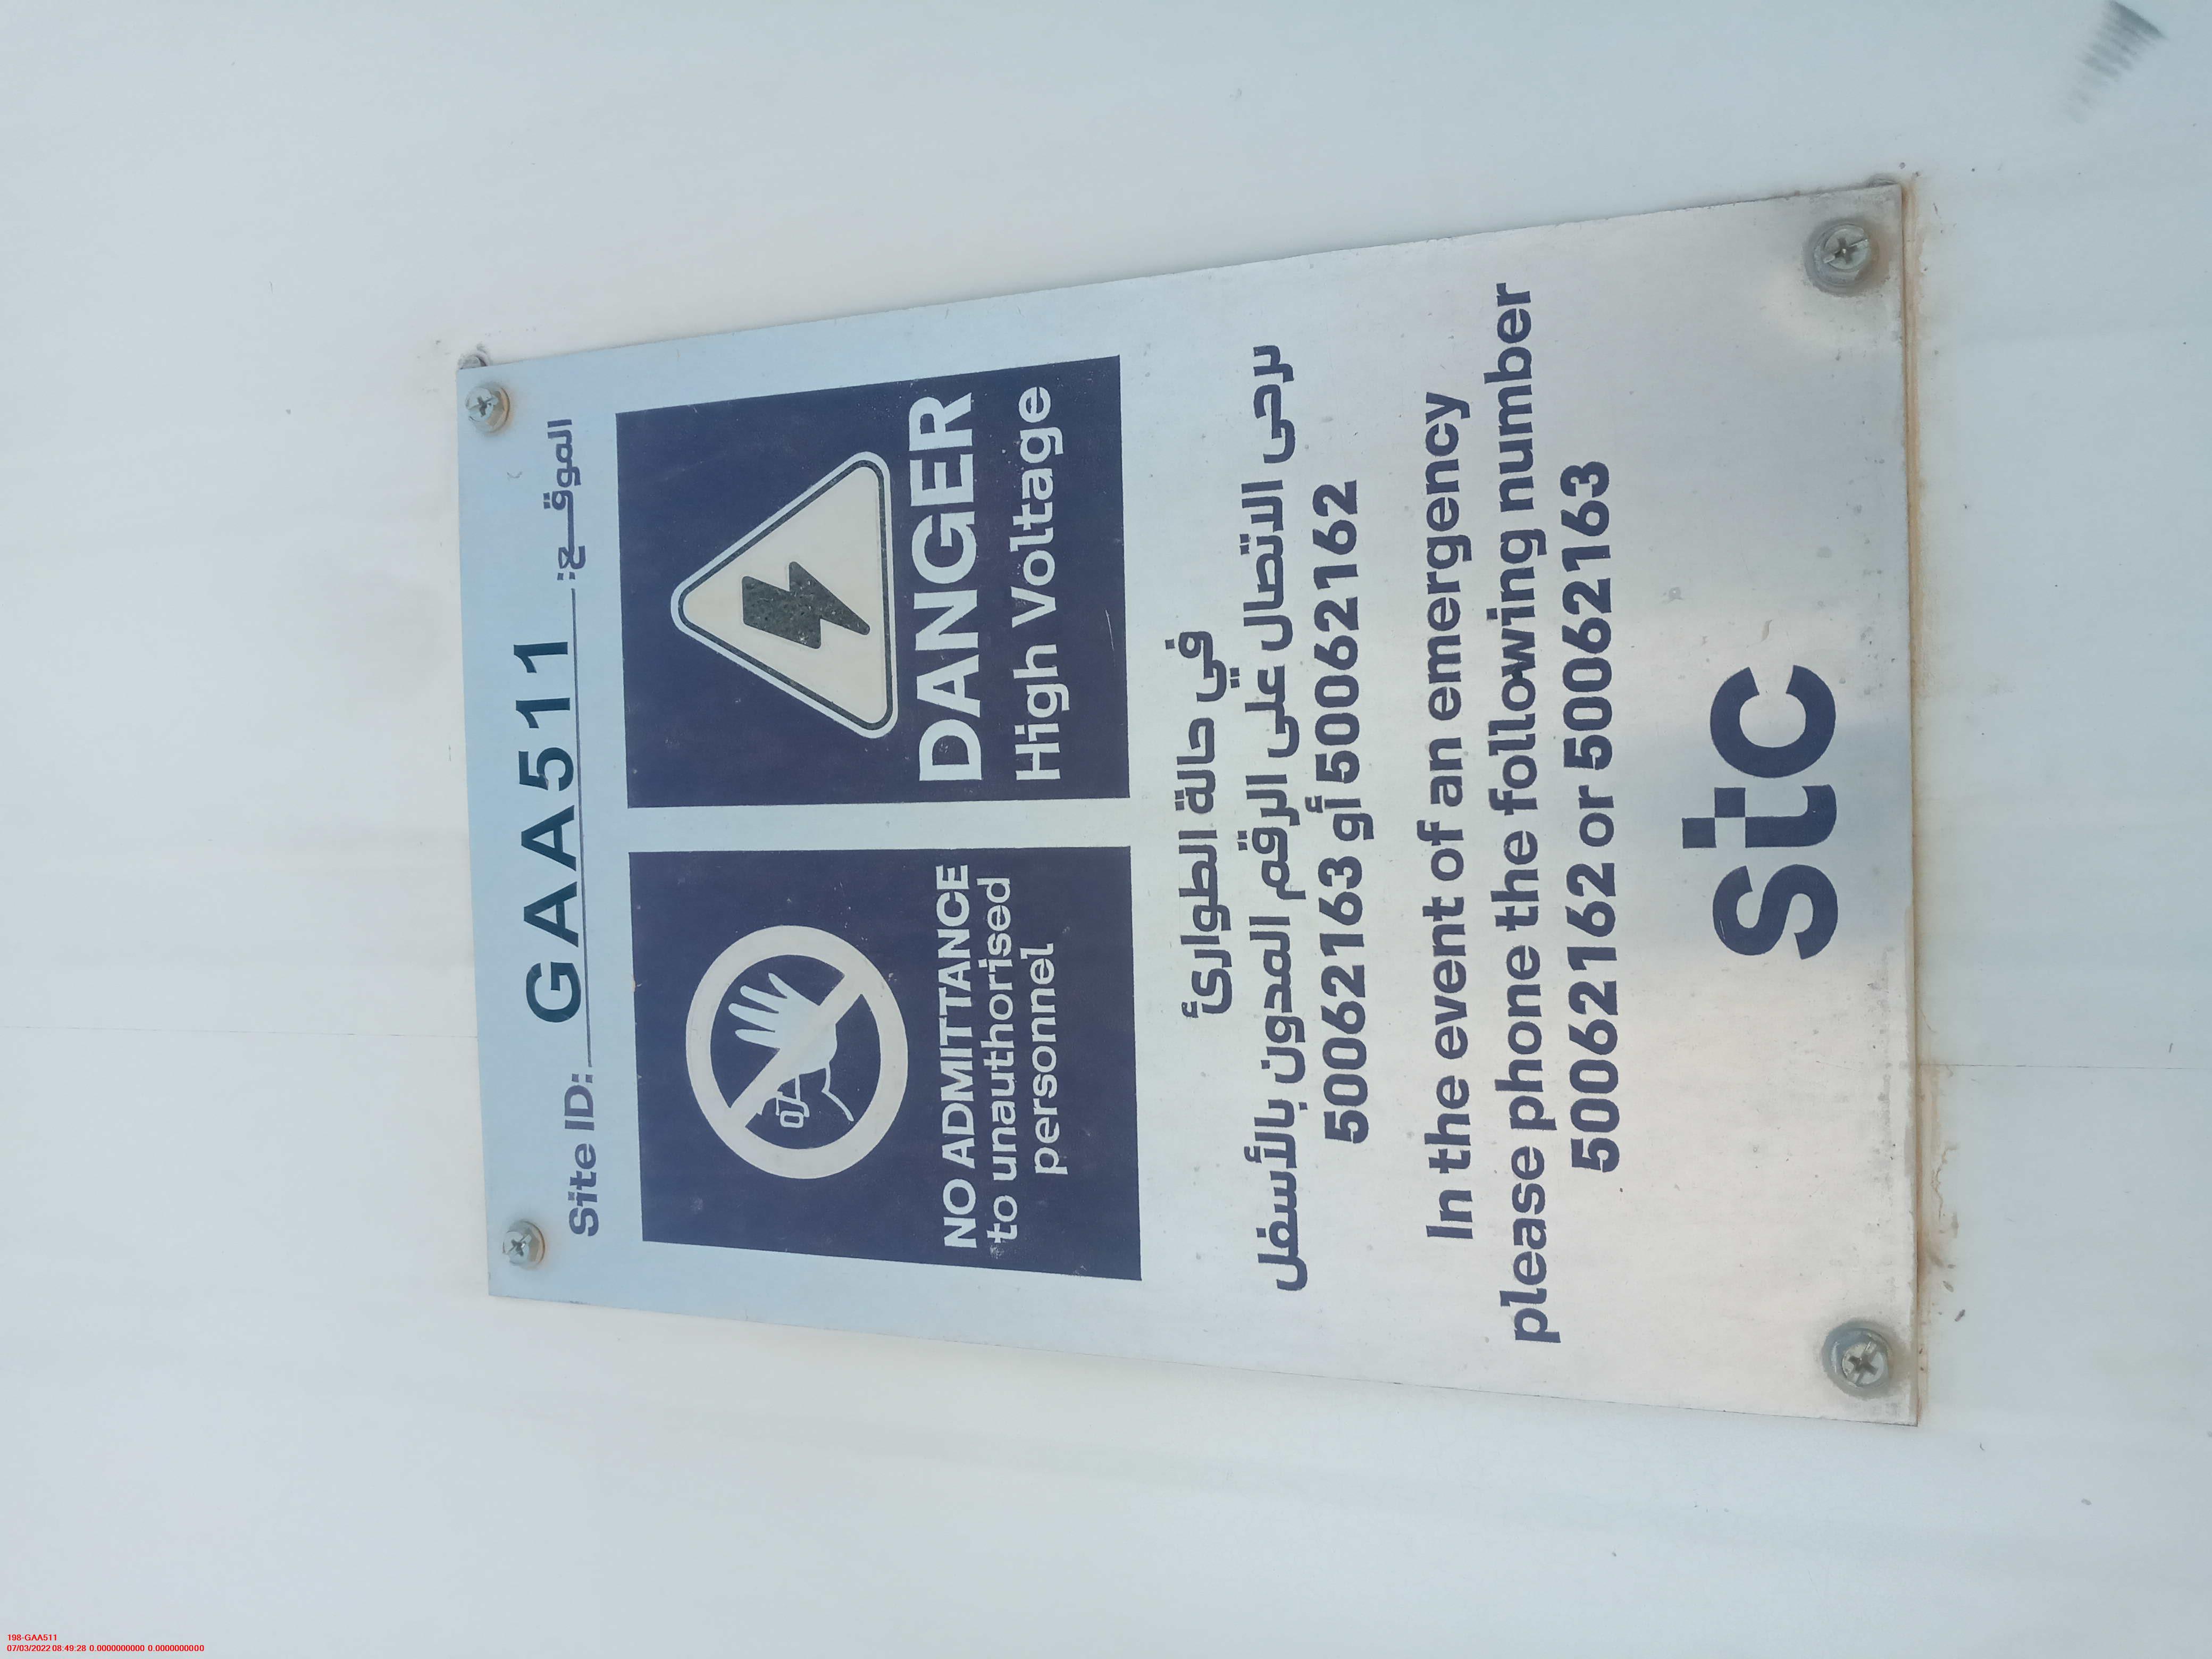 Site ID: GAA511 الموقـــع:
NO ADMITTANCE
to unauthorised
personnel
DANGER
High Voltage
في حالة الطوارئ
يرجى الاتصال على الرقم المدون بالأسفل
50062163 أو 50062162
In the event of an emergency
please phone the following number
50062162 or 50062163
stc
198-GAA511
07/03/2022 08:49:28 0.0000000000 0.0000000000